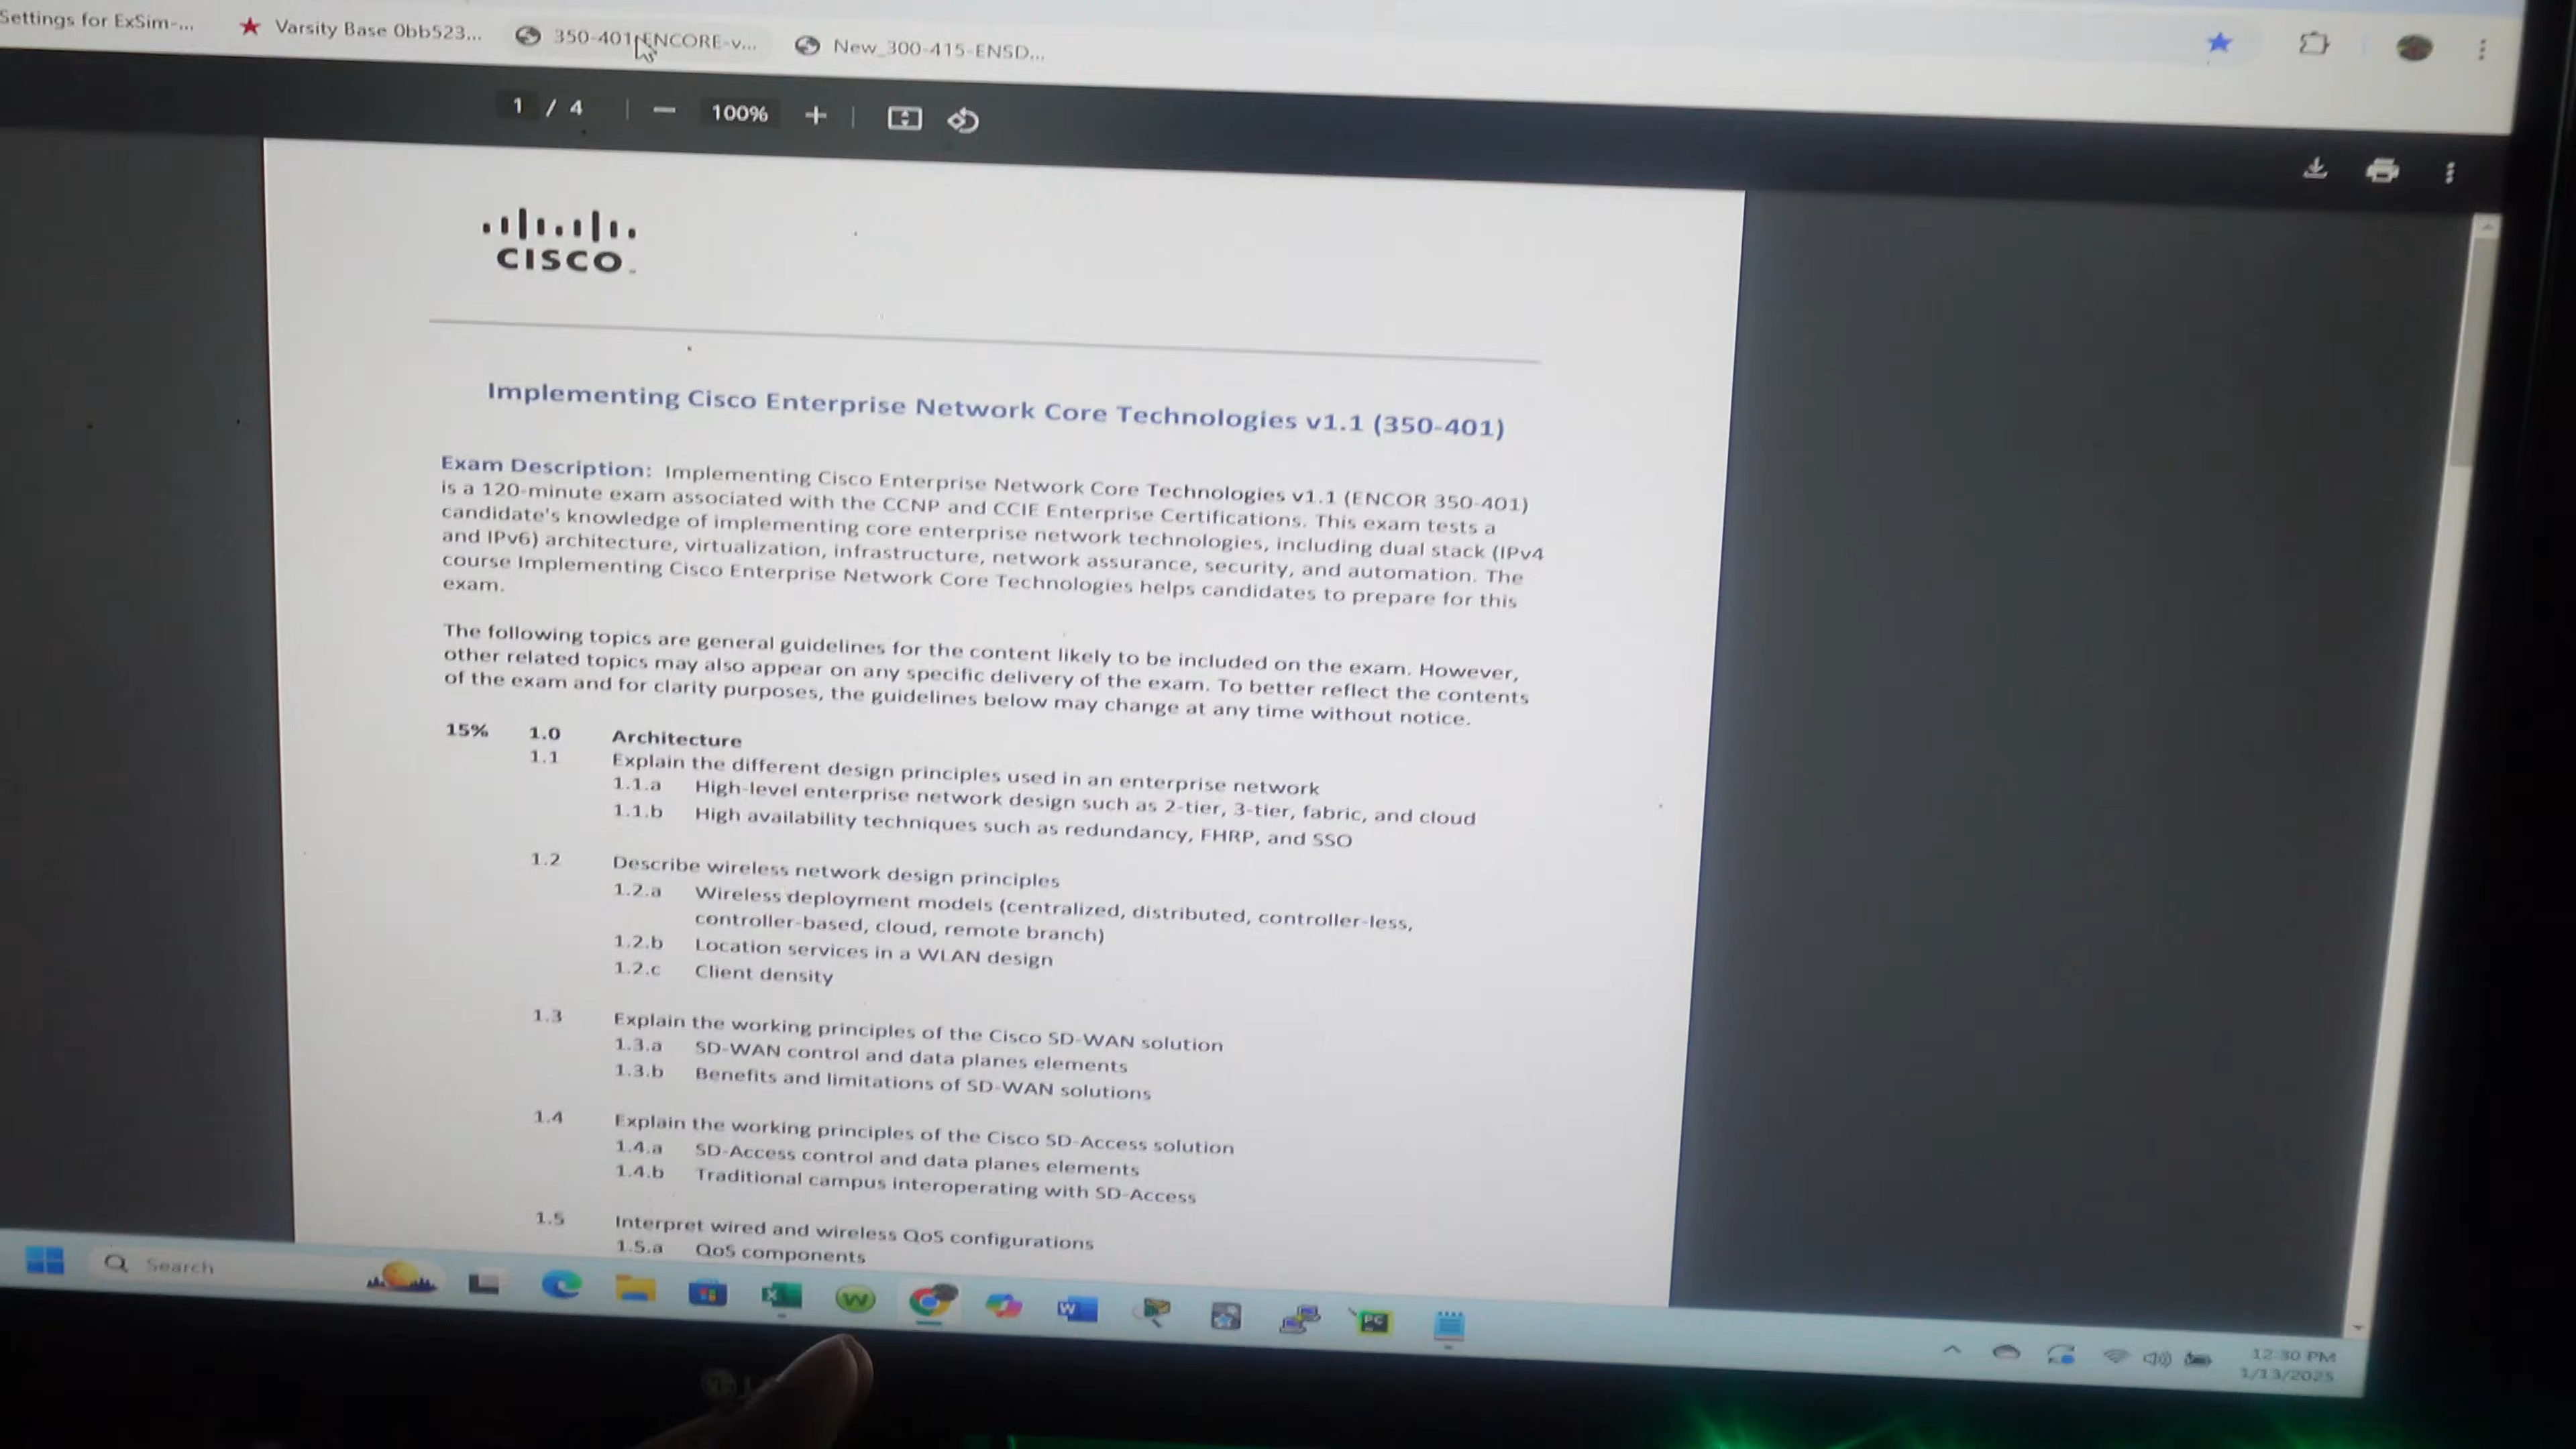 Settings for ExSim-...
Varsity Base 0bb523...
350-401-ENCORE-v...
New_300-415-ENSD...
1 / 4
100%
CISCO
Implementing Cisco Enterprise Network Core Technologies v1.1 (350-401)
Exam Description: Implementing Cisco Enterprise Network Core Technologies v1.1 (ENCOR 350-401)
is a 120-minute exam associated with the CCNP and CCIE Enterprise Certifications. This exam tests a
candidate's knowledge of implementing core enterprise network technologies, including dual stack (IPv4
and IPv6) architecture, virtualization, infrastructure, network assurance, security, and automation. The
course Implementing Cisco Enterprise Network Core Technologies helps candidates to prepare for this
exam.
The following topics are general guidelines for the content likely to be included on the exam. However,
other related topics may also appear on any specific delivery of the exam. To better reflect the contents
of the exam and for clarity purposes, the guidelines below may change at any time without notice.
15% 1.0 Architecture
1.1 Explain the different design principles used in an enterprise network
1.1.a High-level enterprise network design such as 2-tier, 3-tier, fabric, and cloud
1.1.b High availability techniques such as redundancy, FHRP, and SSO
1.2 Describe wireless network design principles
1.2.a Wireless deployment models (centralized, distributed, controller-less,
controller-based, cloud, remote branch)
1.2.b Location services in a WLAN design
1.2.c Client density
1.3 Explain the working principles of the Cisco SD-WAN solution
1.3.a SD-WAN control and data planes elements
1.3.b Benefits and limitations of SD-WAN solutions
1.4 Explain the working principles of the Cisco SD-Access solution
1.4.a SD-Access control and data planes elements
1.4.b Traditional campus interoperating with SD-Access
1.5 Interpret wired and wireless QoS configurations
1.5.a QoS components
Search
12:30 PM
1/13/2025